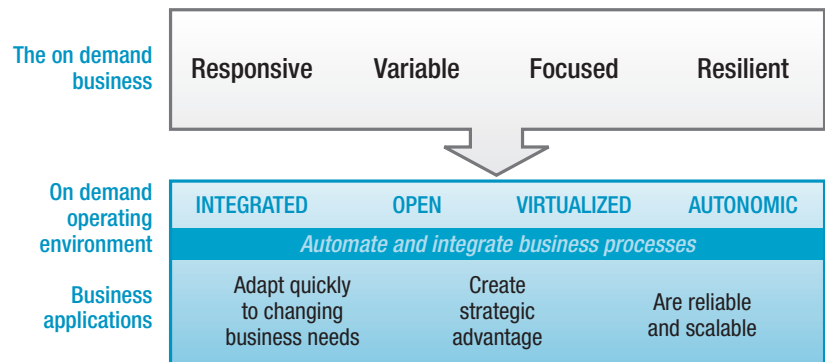 The on demand
business
Responsive Variable Focused Resilient
On demand
operating
environment
INTEGRATED OPEN VIRTUALIZED AUTONOMIC
Automate and integrate business processes
Business
applications
Adapt quickly
to changing
business needs
Create
strategic
advantage
Are reliable
and scalable